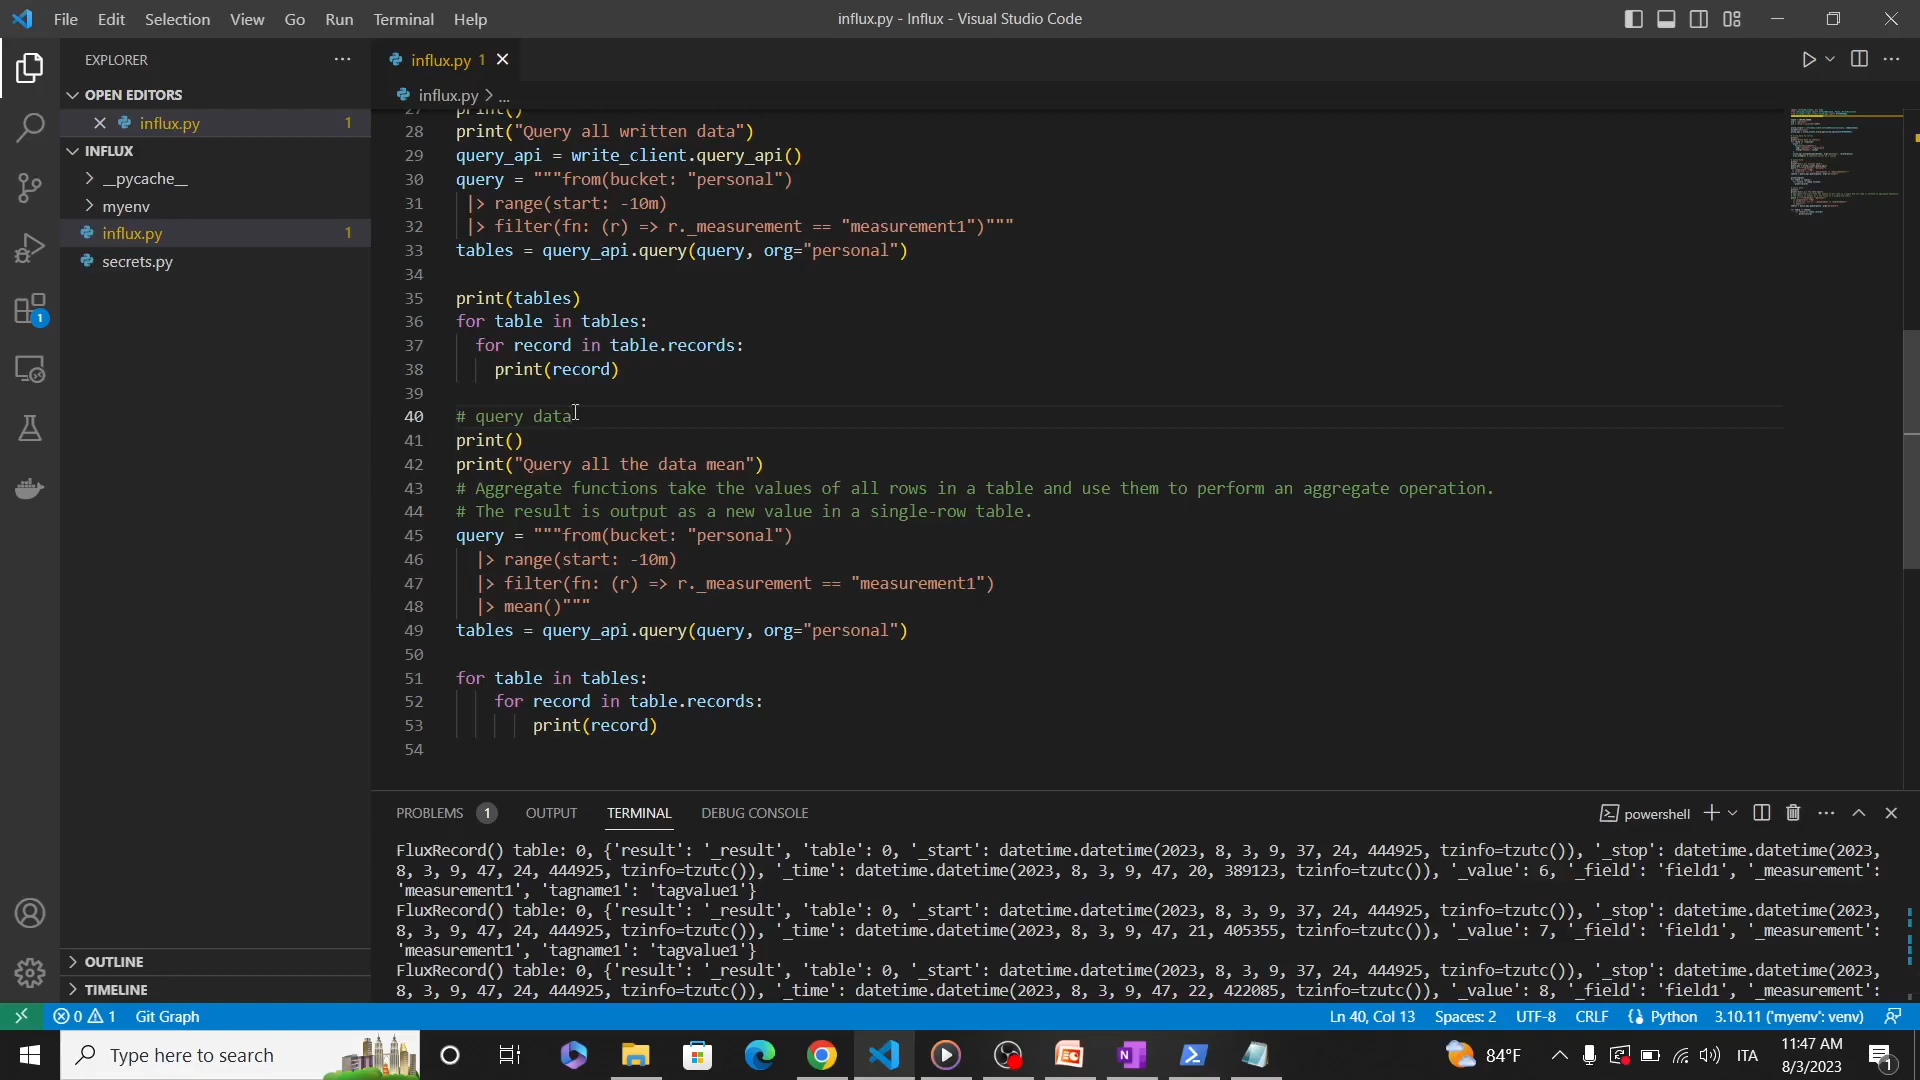 File Edit Selection View Go Run Terminal Help
influx.py - Influx - Visual Studio Code
EXPLORER
OPEN EDITORS
influx.py 1
INFLUX
__pycache__
myenv
influx.py 1
secrets.py
OUTLINE
TIMELINE
influx.py 1
influx.py > ...
27 print()
28 print("Query all written data")
29 query_api = write_client.query_api()
30 query = """from(bucket: "personal")
31 |> range(start: -10m)
32 |> filter(fn: (r) => r._measurement == "measurement1")"""
33 tables = query_api.query(query, org="personal")
34
35 print(tables)
36 for table in tables:
37 for record in table.records:
38 print(record)
39
40 # query data
41 print()
42 print("Query all the data mean")
43 # Aggregate functions take the values of all rows in a table and use them to perform an aggregate operation.
44 # The result is output as a new value in a single-row table.
45 query = """from(bucket: "personal")
46 |> range(start: -10m)
47 |> filter(fn: (r) => r._measurement == "measurement1")
48 |> mean()"""
49 tables = query_api.query(query, org="personal")
50
51 for table in tables:
52 for record in table.records:
53 print(record)
54
PROBLEMS 1 OUTPUT TERMINAL DEBUG CONSOLE
powershell
FluxRecord() table: 0, {'result': '_result', 'table': 0, '_start': datetime.datetime(2023, 8, 3, 9, 37, 24, 444925, tzinfo=tzutc()), '_stop': datetime.datetime(2023,
8, 3, 9, 47, 24, 444925, tzinfo=tzutc()), '_time': datetime.datetime(2023, 8, 3, 9, 47, 20, 389123, tzinfo=tzutc()), '_value': 6, '_field': 'field1', '_measurement':
'measurement1', 'tagname1': 'tagvalue1'}
FluxRecord() table: 0, {'result': '_result', 'table': 0, '_start': datetime.datetime(2023, 8, 3, 9, 37, 24, 444925, tzinfo=tzutc()), '_stop': datetime.datetime(2023,
8, 3, 9, 47, 24, 444925, tzinfo=tzutc()), '_time': datetime.datetime(2023, 8, 3, 9, 47, 21, 405355, tzinfo=tzutc()), '_value': 7, '_field': 'field1', '_measurement':
'measurement1', 'tagname1': 'tagvalue1'}
FluxRecord() table: 0, {'result': '_result', 'table': 0, '_start': datetime.datetime(2023, 8, 3, 9, 37, 24, 444925, tzinfo=tzutc()), '_stop': datetime.datetime(2023,
8, 3, 9, 47, 24, 444925, tzinfo=tzutc()), '_time': datetime.datetime(2023, 8, 3, 9, 47, 22, 422085, tzinfo=tzutc()), '_value': 8, '_field': 'field1', '_measurement':
0 1 Git Graph
Ln 40, Col 13 Spaces: 2 UTF-8 CRLF Python 3.10.11 ('myenv': venv)
Type here to search
84°F
ITA
11:47 AM
8/3/2023
1